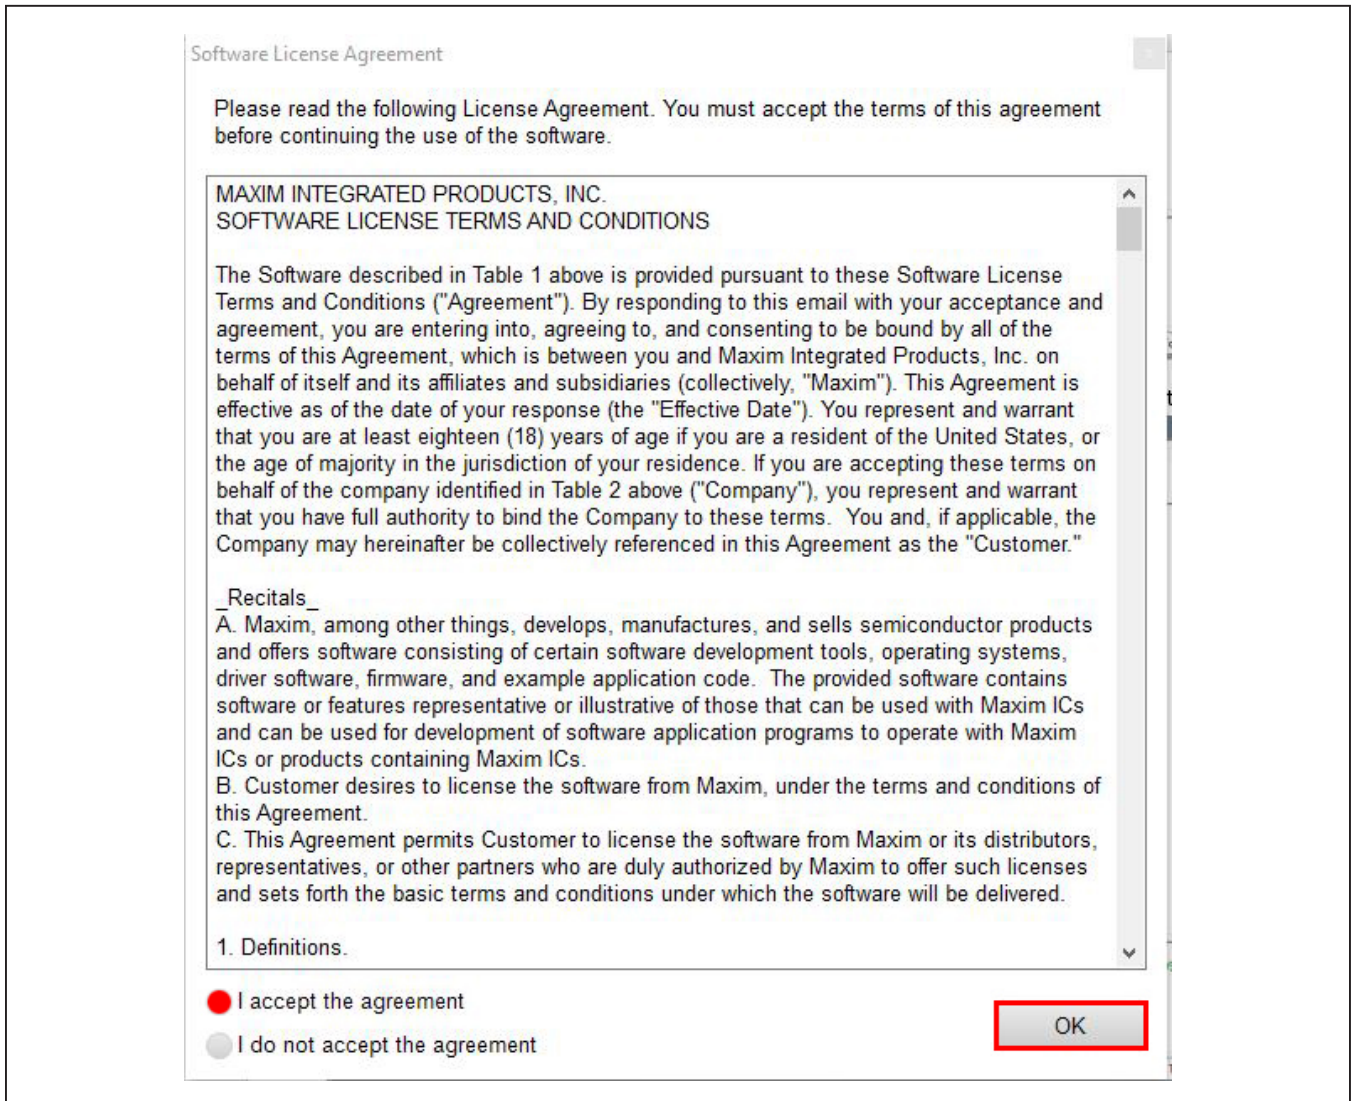 Software License Agreement
Please read the following License Agreement. You must accept the terms of this agreement
before continuing the use of the software.
MAXIM INTEGRATED PRODUCTS, INC.
SOFTWARE LICENSE TERMS AND CONDITIONS
The Software described in Table 1 above is provided pursuant to these Software License
Terms and Conditions ("Agreement"). By responding to this email with your acceptance and
agreement, you are entering into, agreeing to, and consenting to be bound by all of the
terms of this Agreement, which is between you and Maxim Integrated Products, Inc. on
behalf of itself and its affiliates and subsidiaries (collectively, "Maxim"). This Agreement is
effective as of the date of your response (the "Effective Date"). You represent and warrant
that you are at least eighteen (18) years of age if you are a resident of the United States, or
the age of majority in the jurisdiction of your residence. If you are accepting these terms on
behalf of the company identified in Table 2 above ("Company"), you represent and warrant
that you have full authority to bind the Company to these terms.  You and, if applicable, the
Company may hereinafter be collectively referenced in this Agreement as the "Customer."
_Recitals_
A. Maxim, among other things, develops, manufactures, and sells semiconductor products
and offers software consisting of certain software development tools, operating systems,
driver software, firmware, and example application code.  The provided software contains
software or features representative or illustrative of those that can be used with Maxim ICs
and can be used for development of software application programs to operate with Maxim
ICs or products containing Maxim ICs.
B. Customer desires to license the software from Maxim, under the terms and conditions of
this Agreement.
C. This Agreement permits Customer to license the software from Maxim or its distributors,
representatives, or other partners who are duly authorized by Maxim to offer such licenses
and sets forth the basic terms and conditions under which the software will be delivered.
1. Definitions.
I accept the agreement
I do not accept the agreement
OK